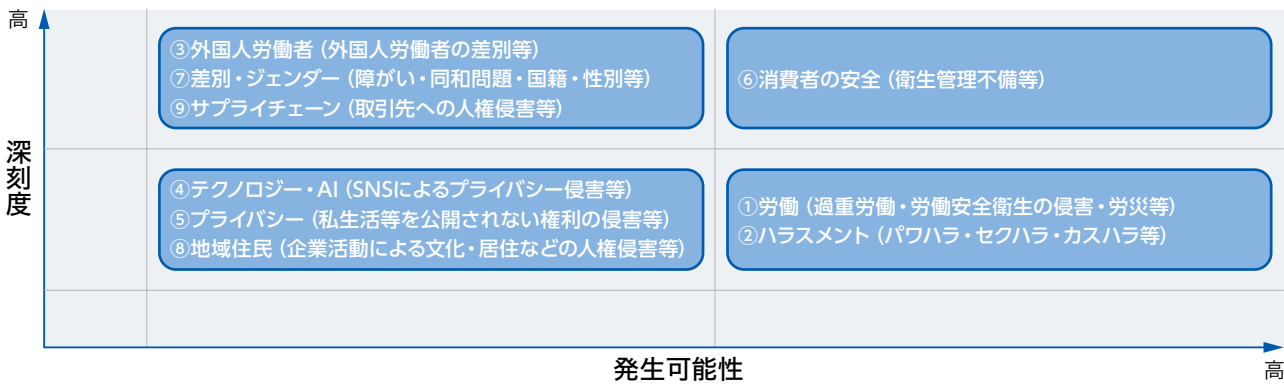 高
③外国人労働者（外国人労働者の差別等）
⑦差別・ジェンダー（障がい・同和問題・国籍・性別等）
⑨サプライチェーン（取引先への人権侵害等）
⑥消費者の安全（衛生管理不備等）
深刻度
④テクノロジー・AI（SNSによるプライバシー侵害等）
⑤プライバシー（私生活等を公開されない権利の侵害等）
⑧地域住民（企業活動による文化・居住などの人権侵害等）
①労働（過重労働・労働安全衛生の侵害・労災等）
②ハラスメント（パワハラ・セクハラ・カスハラ等）
発生可能性
高